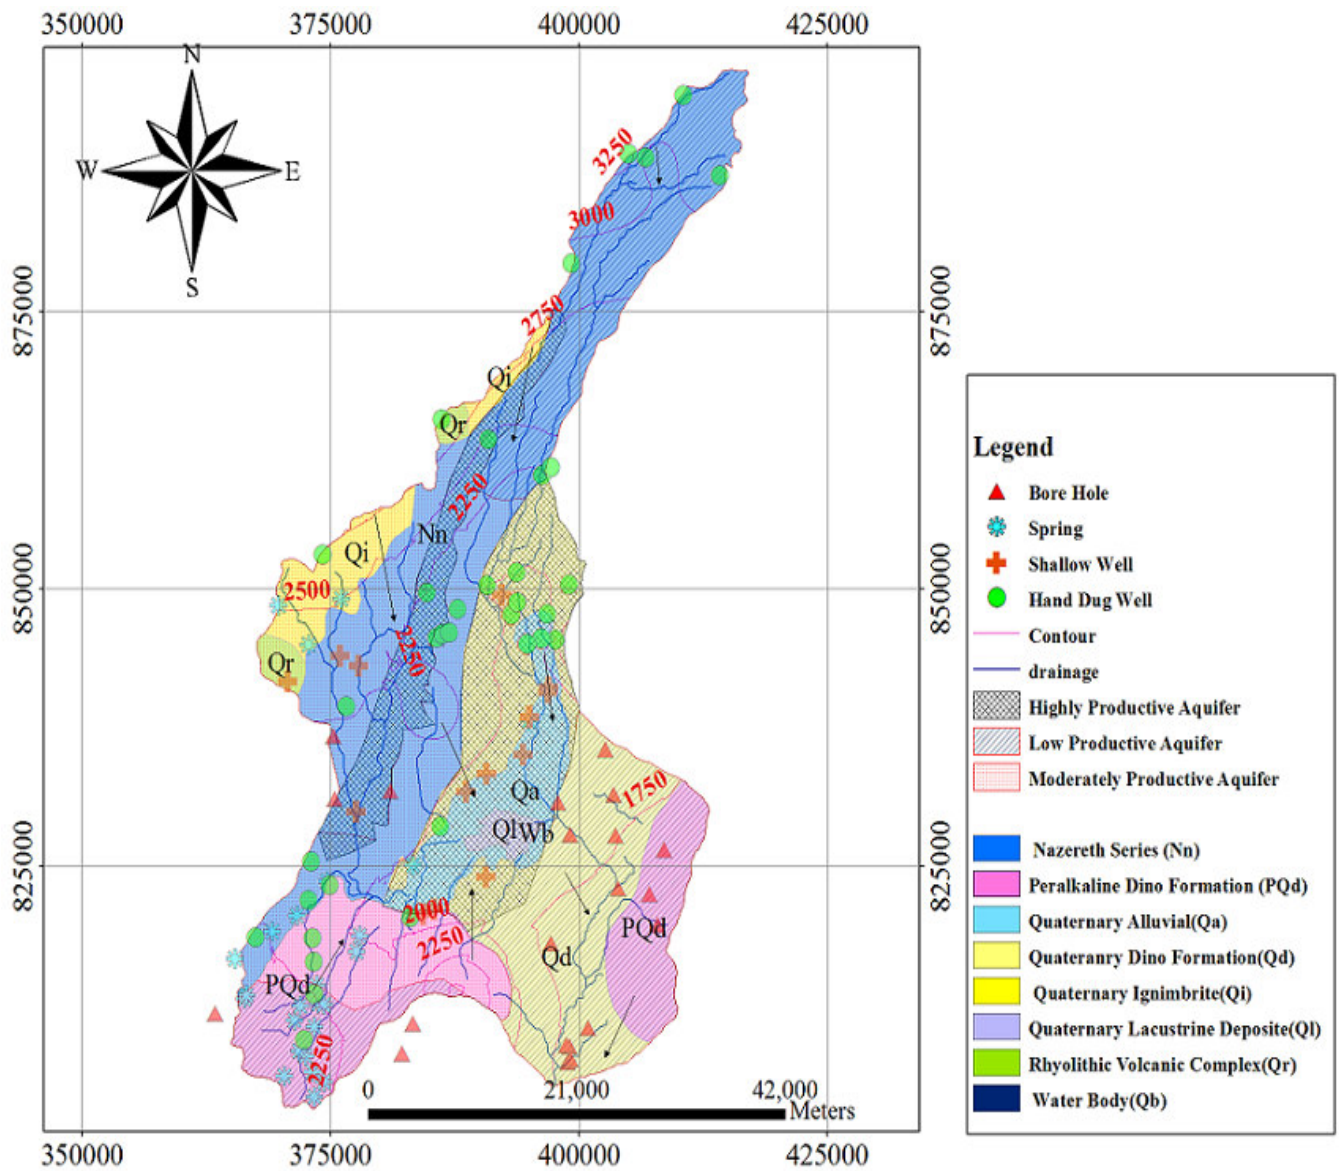 350000 375000 400000 425000
N
W E
S
3250
3000
875000 875000
2750
Qi
Qr
2250
Nn
Qi
850000 850000
2500
2250
Qr
1750
Qa
QlWb
825000 825000
2000
2250
PQd
Qd
PQd
2250
0 21,000 42,000
Meters
350000 375000 400000 425000
Legend
Bore Hole
Spring
Shallow Well
Hand Dug Well
Contour
drainage
Highly Productive Aquifer
Low Productive Aquifer
Moderately Productive Aquifer
Nazereth Series (Nn)
Peralkaline Dino Formation (PQd)
Quaternary Alluvial(Qa)
Quateranry Dino Formation(Qd)
Quaternary Ignimbrite(Qi)
Quaternary Lacustrine Deposite(Ql)
Rhyolithic Volcanic Complex(Qr)
Water Body(Qb)